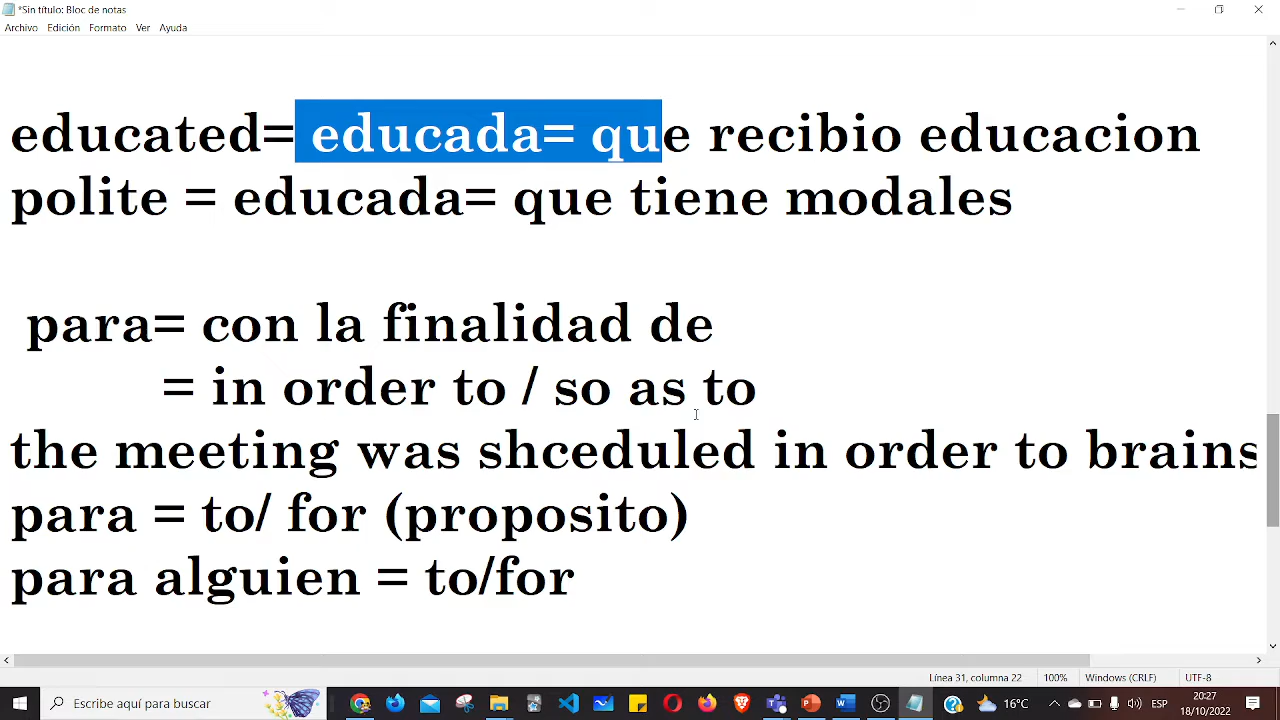 *Sin título: Bloc de notas
Archivo Edición Formato Ver Ayuda
educated= educada= que recibio educacion
polite = educada= que tiene modales
para= con la finalidad de
= in order to / so as to
the meeting was shceduled in order to brains
para = to/ for (proposito)
para alguien = to/for
Línea 31, columna 22 100% Windows (CRLF) UTF-8
Escribe aquí para buscar
16°C
ESP
20:27
18/10/2022